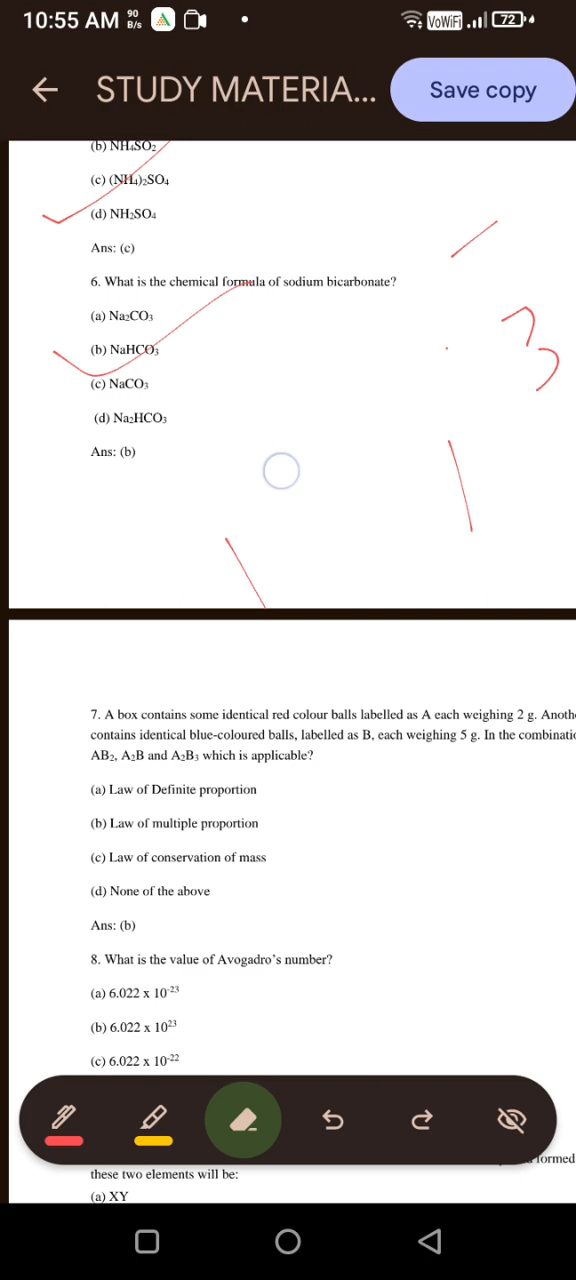 10:55 AM 90 B/s VoWiFi 72
STUDY MATERIA... Save copy
(b) NH₄SO₂
(c) (NH₄)₂SO₄
(d) NH₂SO₄
Ans: (c)
6. What is the chemical formula of sodium bicarbonate?
(a) Na₂CO₃
(b) NaHCO₃
(c) NaCO₃
(d) Na₂HCO₃
Ans: (b)
3
7. A box contains some identical red colour balls labelled as A each weighing 2 g. Anoth
contains identical blue-coloured balls, labelled as B, each weighing 5 g. In the combinatio
AB₂, A₂B and A₂B₃ which is applicable?
(a) Law of Definite proportion
(b) Law of multiple proportion
(c) Law of conservation of mass
(d) None of the above
Ans: (b)
8. What is the value of Avogadro’s number?
(a) 6.022 x 10⁻²³
(b) 6.022 x 10²³
(c) 6.022 x 10⁻²²
formed
these two elements will be:
(a) XY